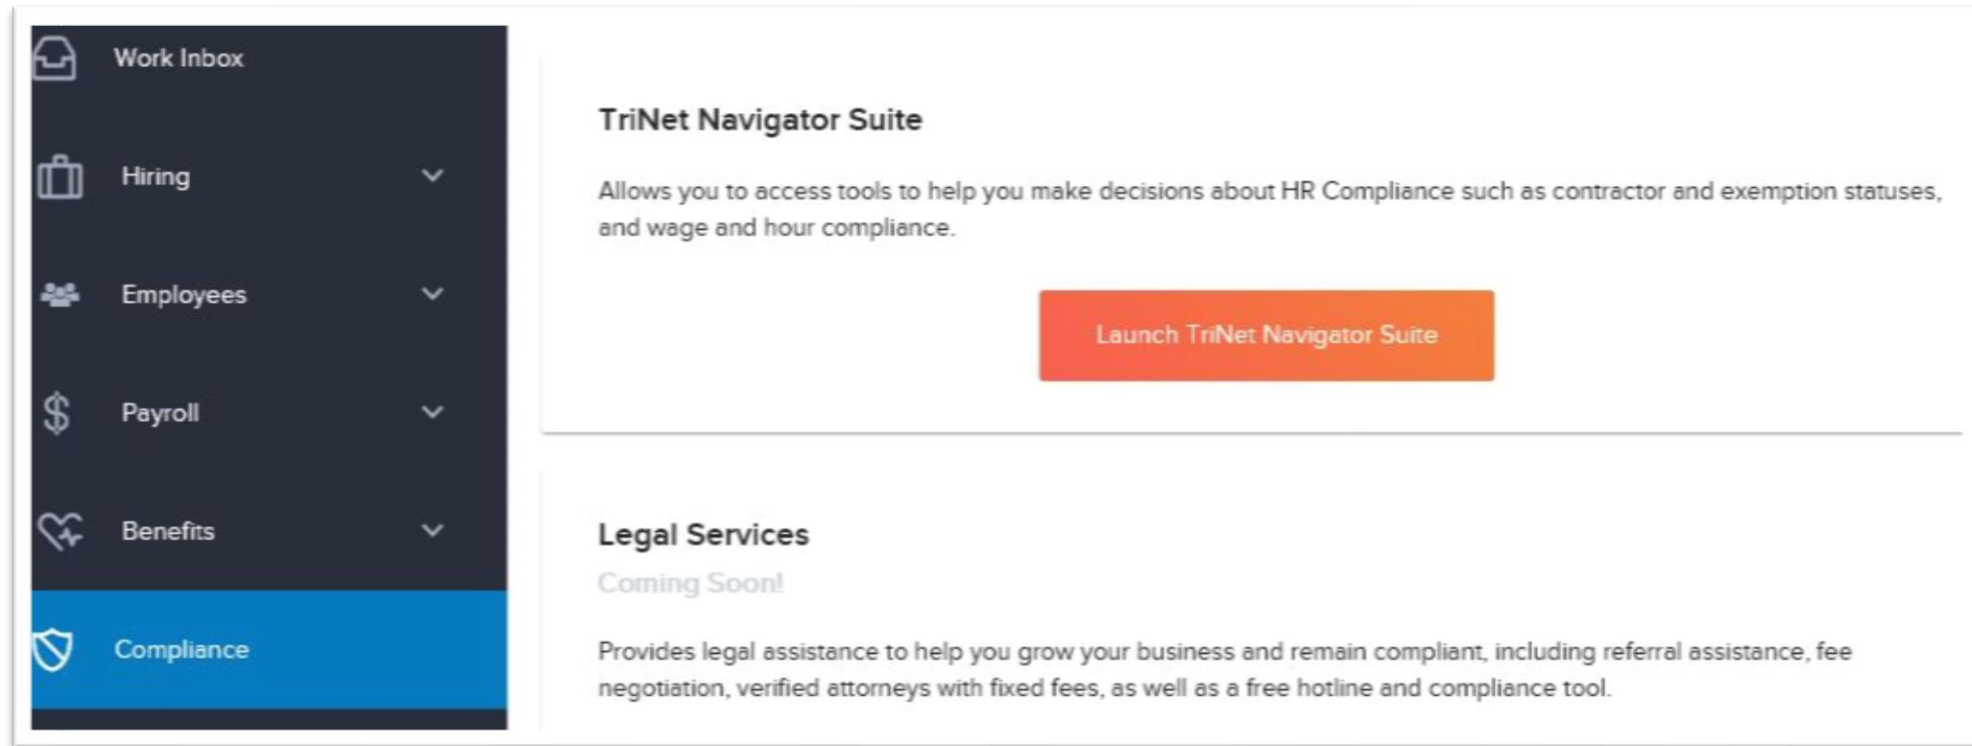 Work Inbox
Hiring
Employees
Payroll
Benefits
Compliance
TriNet Navigator Suite
Allows you to access tools to help you make decisions about HR Compliance such as contractor and exemption statuses,
and wage and hour compliance.
Launch TriNet Navigator Suite
Legal Services
Coming Soon!
Provides legal assistance to help you grow your business and remain compliant, including referral assistance, fee
negotiation, verified attorneys with fixed fees, as well as a free hotline and compliance tool.